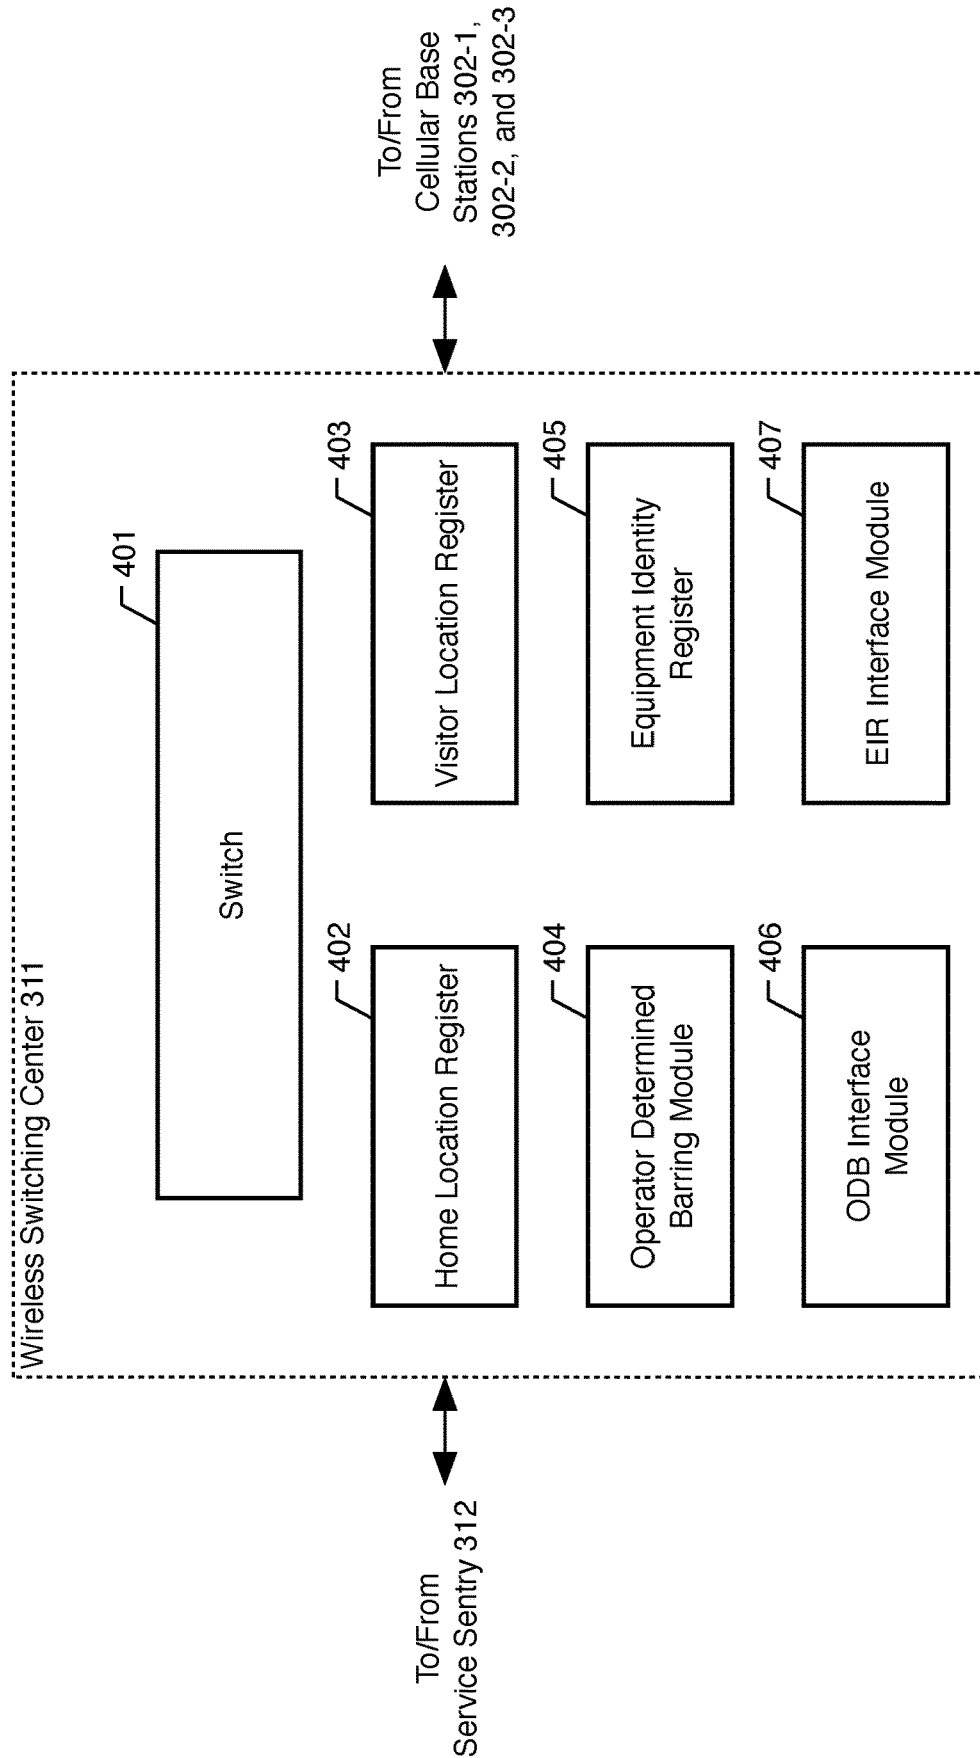 Wireless Switching Center 311
401
Switch
402
Home Location Register
403
Visitor Location Register
To/From
Service Sentry 312
To/From
Cellular Base
Stations 302-1,
302-2, and 302-3
404
Operator Determined
Barring Module
405
Equipment Identity
Register
406
ODB Interface
Module
407
EIR Interface Module